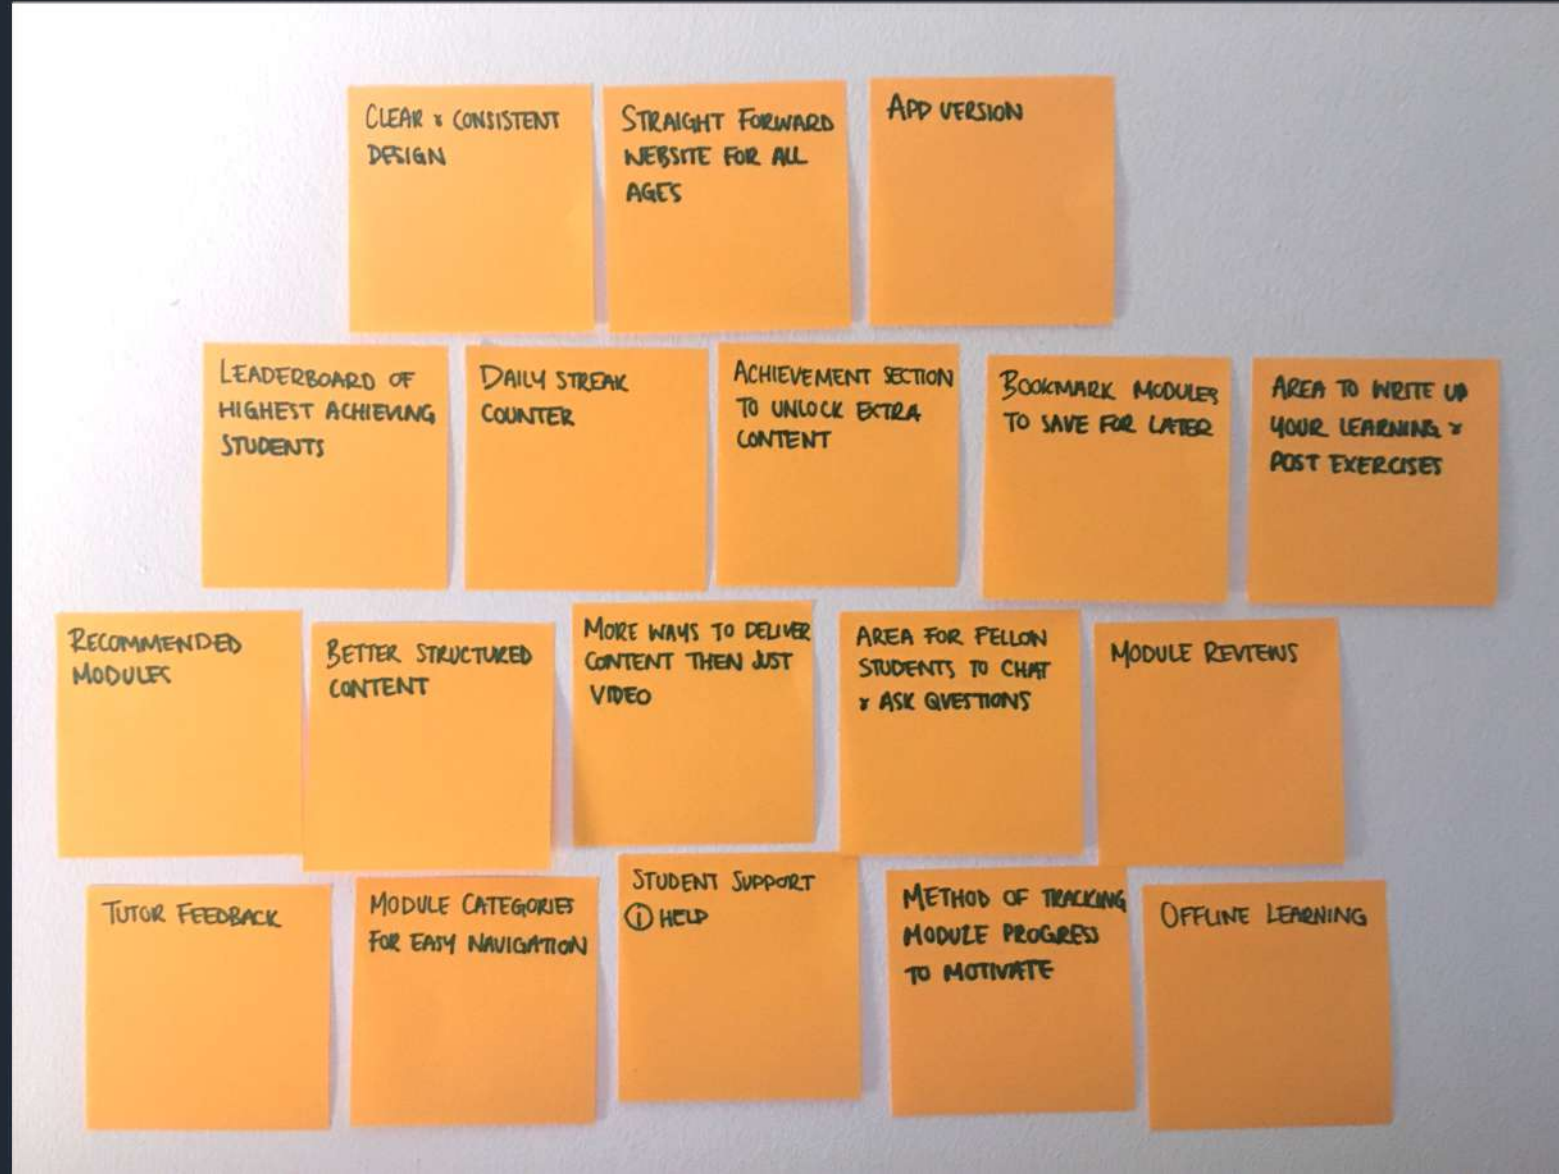 CLEAR & CONSISTENT
DESIGN
STRAIGHT FORWARD
WEBSITE FOR ALL
AGES
APP VERSION
LEADERBOARD OF
HIGHEST ACHIEVING
STUDENTS
DAILY STREAK
COUNTER
ACHIEVEMENT SECTION
TO UNLOCK EXTRA
CONTENT
BOOKMARK MODULES
TO SAVE FOR LATER
AREA TO WRITE UP
YOUR LEARNING &
POST EXERCISES
RECOMMENDED
MODULES
BETTER STRUCTURED
CONTENT
MORE WAYS TO DELIVER
CONTENT THEN JUST
VIDEO
AREA FOR FELLOW
STUDENTS TO CHAT
& ASK QUESTIONS
MODULE REVIEWS
TUTOR FEEDBACK
MODULE CATEGORIES
FOR EASY NAVIGATION
STUDENT SUPPORT
ⓘ HELP
METHOD OF TRACKING
MODULE PROGRESS
TO MOTIVATE
OFFLINE LEARNING